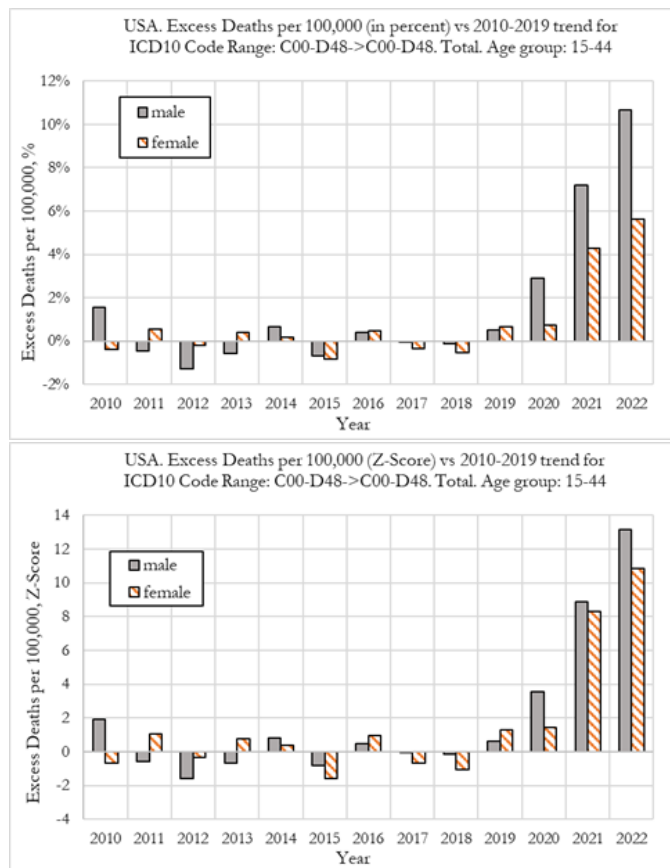 USA. Excess Deaths per 100,000 (in percent) vs 2010-2019 trend for
ICD10 Code Range: C00-D48->C00-D48. Total. Age group: 15-44
12%
10%
8%
6%
4%
2%
0%
-2%
Excess Deaths per 100,000, %
male
female
2010 2011 2012 2013 2014 2015 2016 2017 2018 2019 2020 2021 2022
Year
USA. Excess Deaths per 100,000 (Z-Score) vs 2010-2019 trend for
ICD10 Code Range: C00-D48->C00-D48. Total. Age group: 15-44
14
12
10
8
6
4
2
0
-2
-4
Excess Deaths per 100,000, Z-Score
male
female
2010 2011 2012 2013 2014 2015 2016 2017 2018 2019 2020 2021 2022
Year